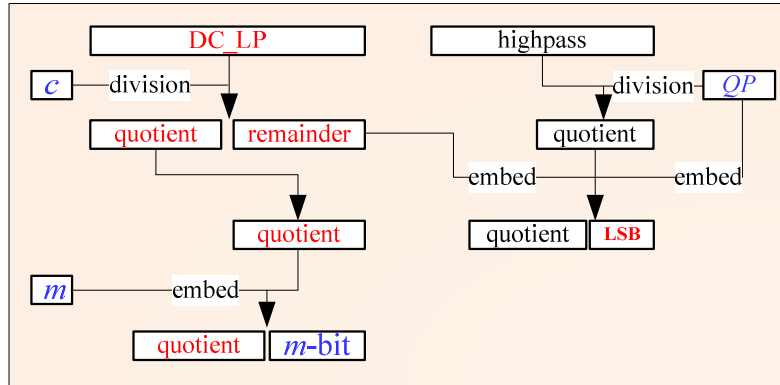 DC_LP highpass
c division division QP
quotient remainder quotient
embed embed
quotient quotient LSB
m embed
quotient m-bit